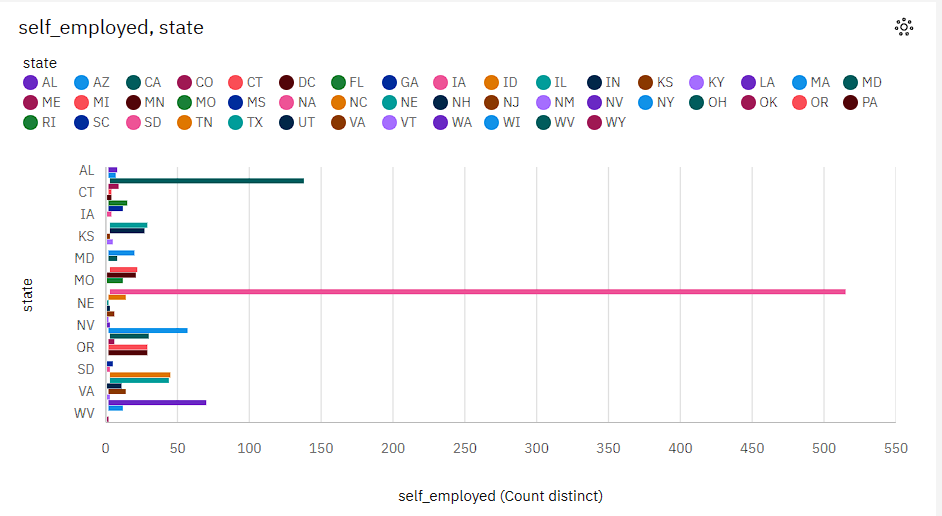 self_employed, state
state
AL AZ CA CO CT DC FL GA IA ID IL IN KS KY LA MA MD
ME MI MN MO MS NA NC NE NH NJ NM NV NY OH OK OR PA
RI SC SD TN TX UT VA VT WA WI WV WY
AL
CT
IA
KS
MD
MO
NE
NV
OR
SD
VA
WV
state
0 50 100 150 200 250 300 350 400 450 500 550
self_employed (Count distinct)